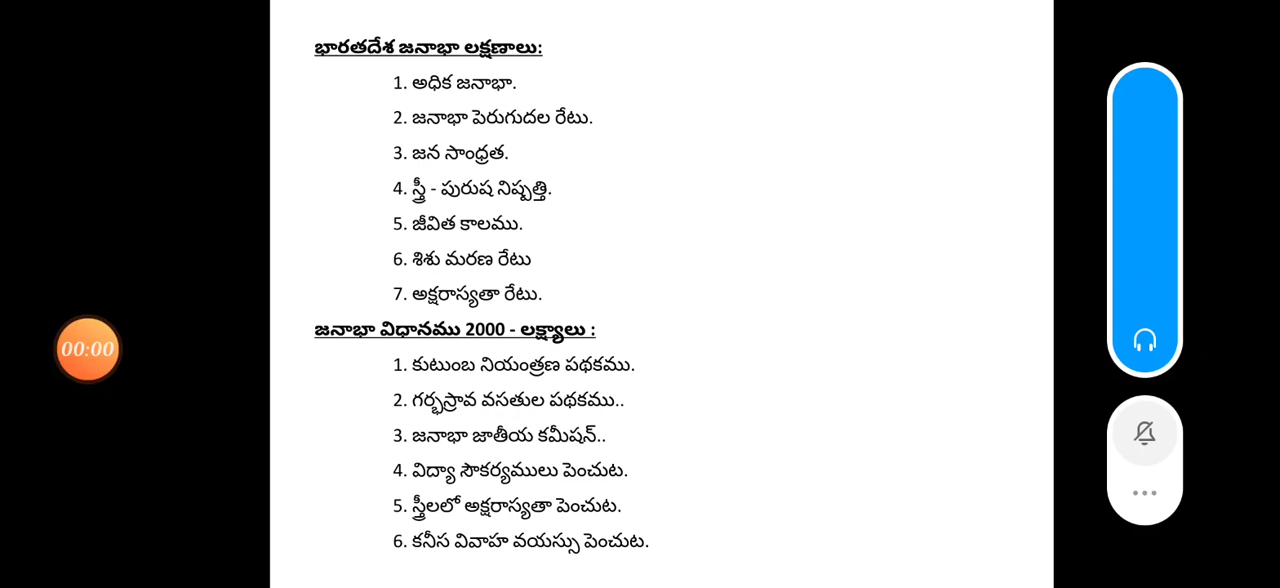 భారతదేశ జనాభా లక్షణాలు:
1. అధిక జనాభా.
2. జనాభా పెరుగుదల రేటు.
3. జన సాంధ్రత.
4. స్త్రీ - పురుష నిష్పత్తి.
5. జీవిత కాలము.
6. శిశు మరణ రేటు
7. అక్షరాస్యతా రేటు.
జనాభా విధానము 2000 - లక్ష్యాలు :
1. కుటుంబ నియంత్రణ పథకము.
2. గర్భస్రావ వసతుల పథకము..
3. జనాభా జాతీయ కమీషన్..
4. విద్యా సౌకర్యములు పెంచుట.
5. స్త్రీలలో అక్షరాస్యతా పెంచుట.
6. కనీస వివాహ వయస్సు పెంచుట.
00:00